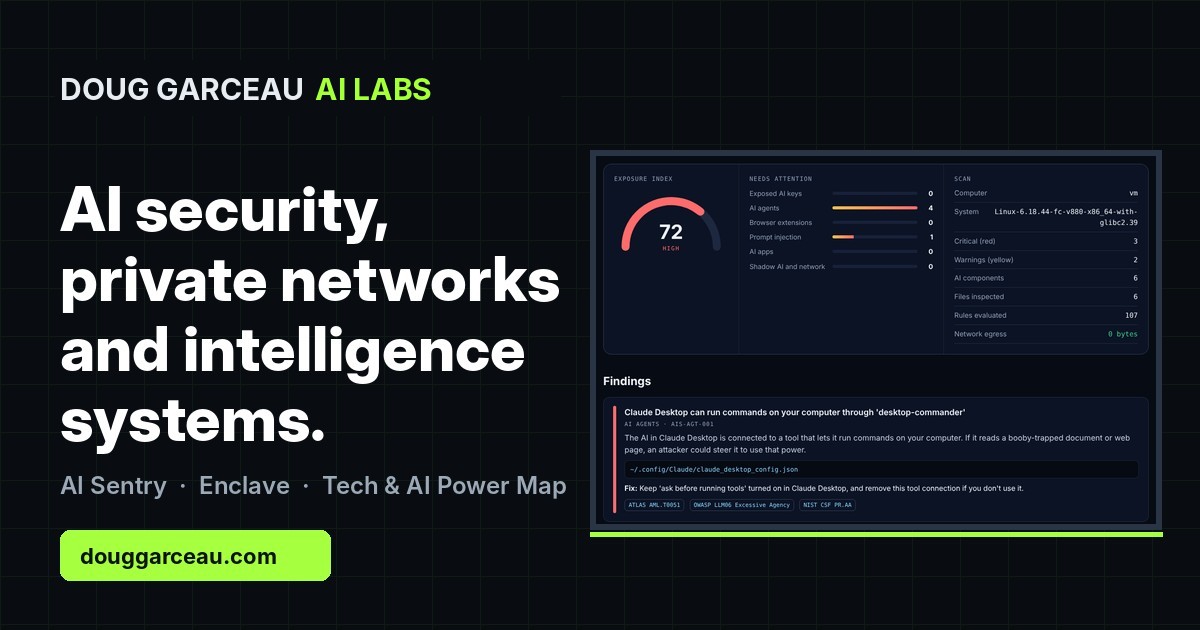 DOUG GARCEAU AI LABS
AI security,
private networks
and intelligence
systems.
AI Sentry · Enclave · Tech & AI Power Map
douggarceau.com
EXPOSURE INDEX
72
HIGH
NEEDS ATTENTION
Exposed AI keys 0
AI agents 4
Browser extensions 0
Prompt injection 1
AI apps 0
Shadow AI and network 0
SCAN
Computer vm
System Linux-6.18.44-fc-v880-x86_64-with-
glibc2.39
Critical (red) 3
Warnings (yellow) 2
AI components 6
Files inspected 6
Rules evaluated 107
Network egress 0 bytes
Findings
Claude Desktop can run commands on your computer through 'desktop-commander'
AI AGENTS · AIS-AGT-001
The AI in Claude Desktop is connected to a tool that lets it run commands on your computer. If it reads a booby-trapped document or web
page, an attacker could steer it to use that power.
~/.config/Claude/claude_desktop_config.json
Fix: Keep 'ask before running tools' turned on in Claude Desktop, and remove this tool connection if you don't use it.
ATLAS AML.T0051 OWASP LLM06 Excessive Agency NIST CSF PR.AA